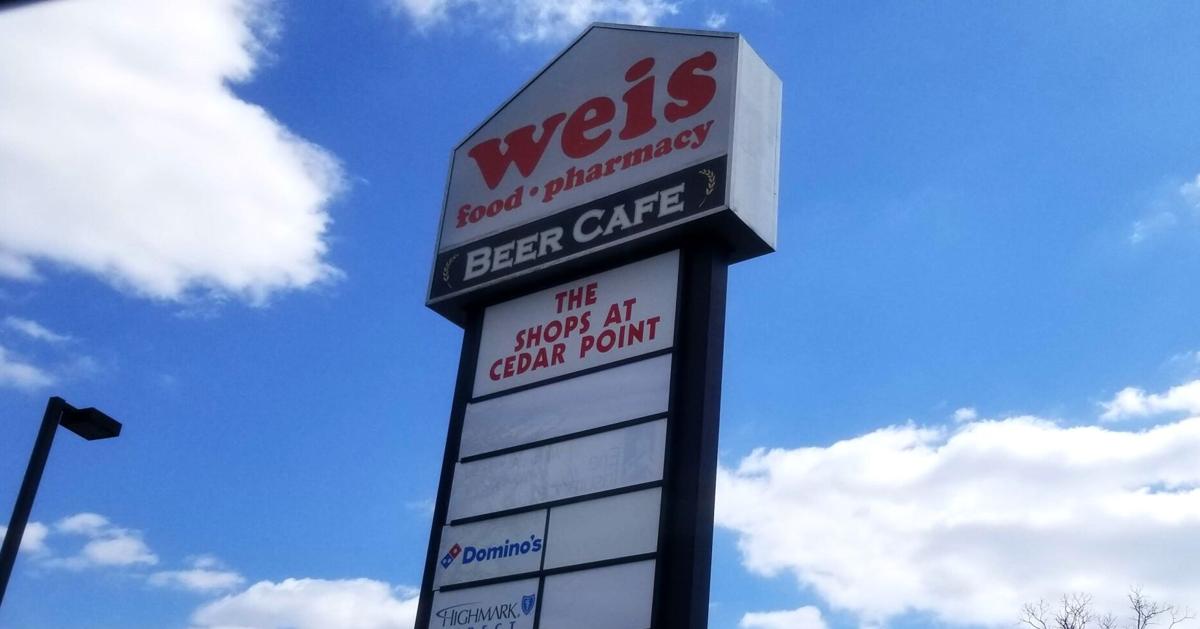 weis
food • pharmacy
BEER CAFE
THE
SHOPS AT
CEDAR POINT
Domino's
HIGHMARK